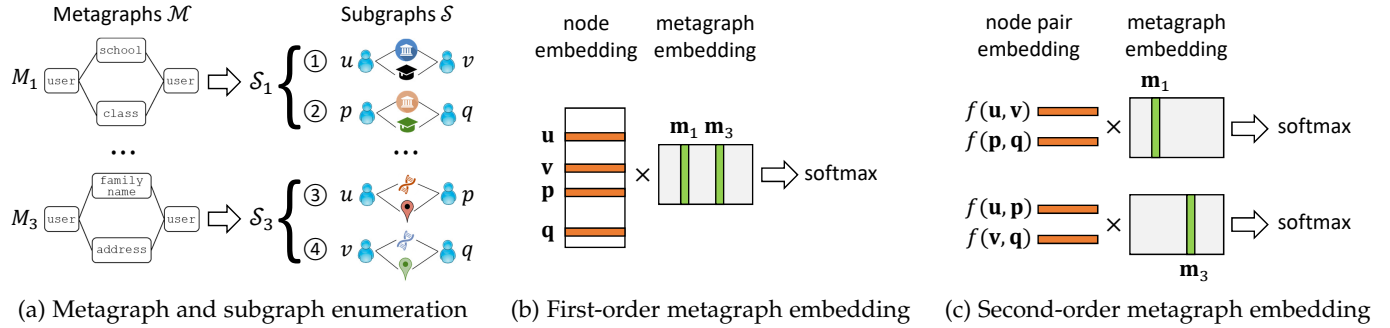 Metagraphs ℳ
Subgraphs 𝒮
M₁
user
school
class
user
𝒮₁
① u v
② p q
...
...
M₃
user
family
name
address
user
𝒮₃
③ u p
④ v q
(a) Metagraph and subgraph enumeration
node
embedding
metagraph
embedding
u
v
p
q
×
m₁ m₃
softmax
(b) First-order metagraph embedding
node pair
embedding
metagraph
embedding
m₁
f(u, v)
f(p, q)
×
softmax
f(u, p)
f(v, q)
×
softmax
m₃
(c) Second-order metagraph embedding